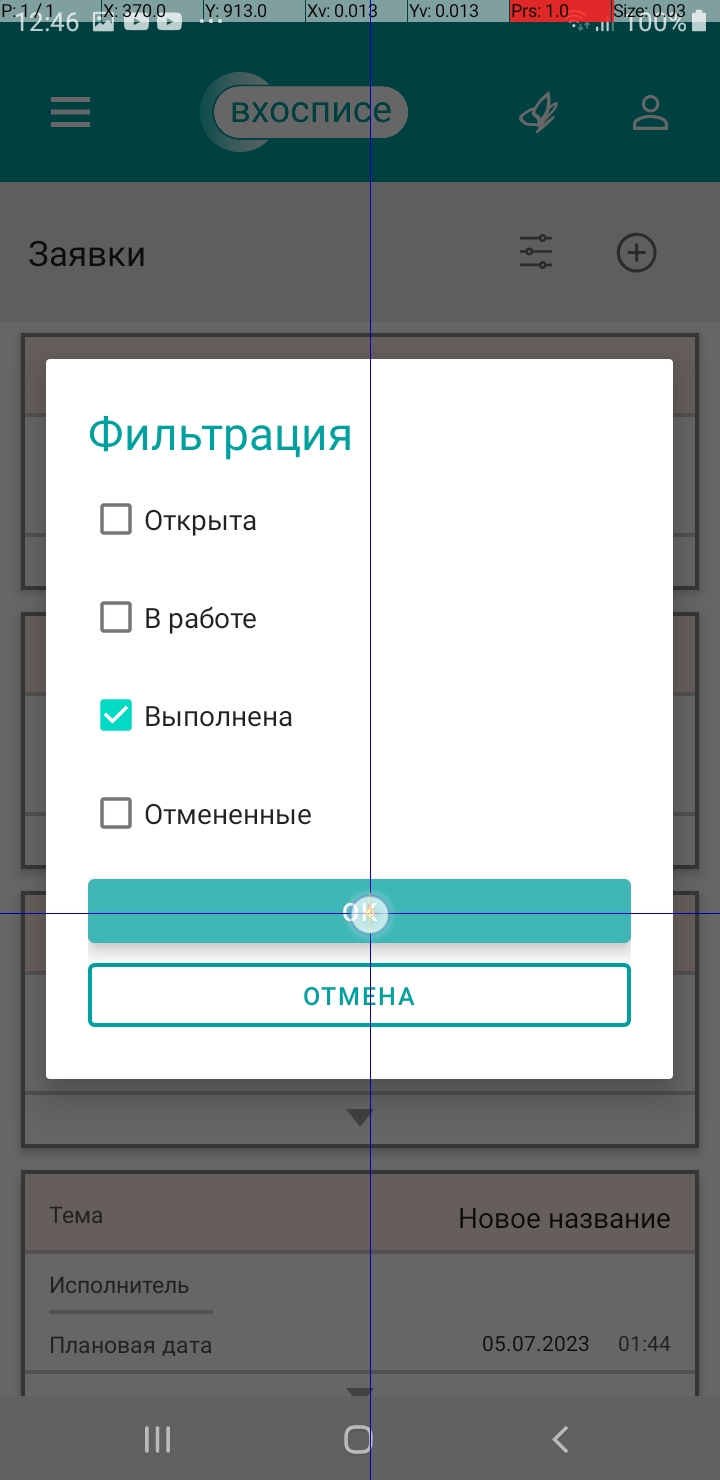 P: 1 / 1 X: 370.0 Y: 913.0 Xv: 0.013 Yv: 0.013 Prs: 1.0 Size: 0.03
12:46 100%
вхосписе
Заявки
Фильтрация
Открыта
В работе
Выполнена
Отмененные
ОК
ОТМЕНА
Тема Новое название
Исполнитель
Плановая дата 05.07.2023 01:44